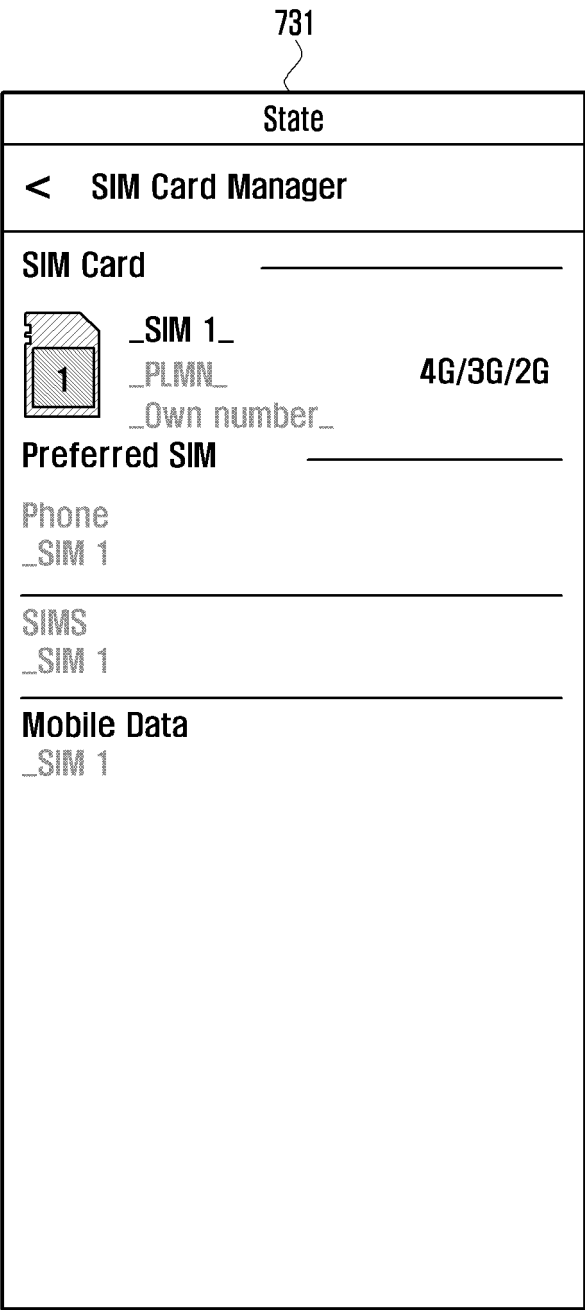 731
State
< SIM Card Manager
SIM Card
_SIM 1_
1
_PLMN_
4G/3G/2G
_Own number_
Preferred SIM
Phone
_SIM 1
SIMS
_SIM 1
Mobile Data
_SIM 1